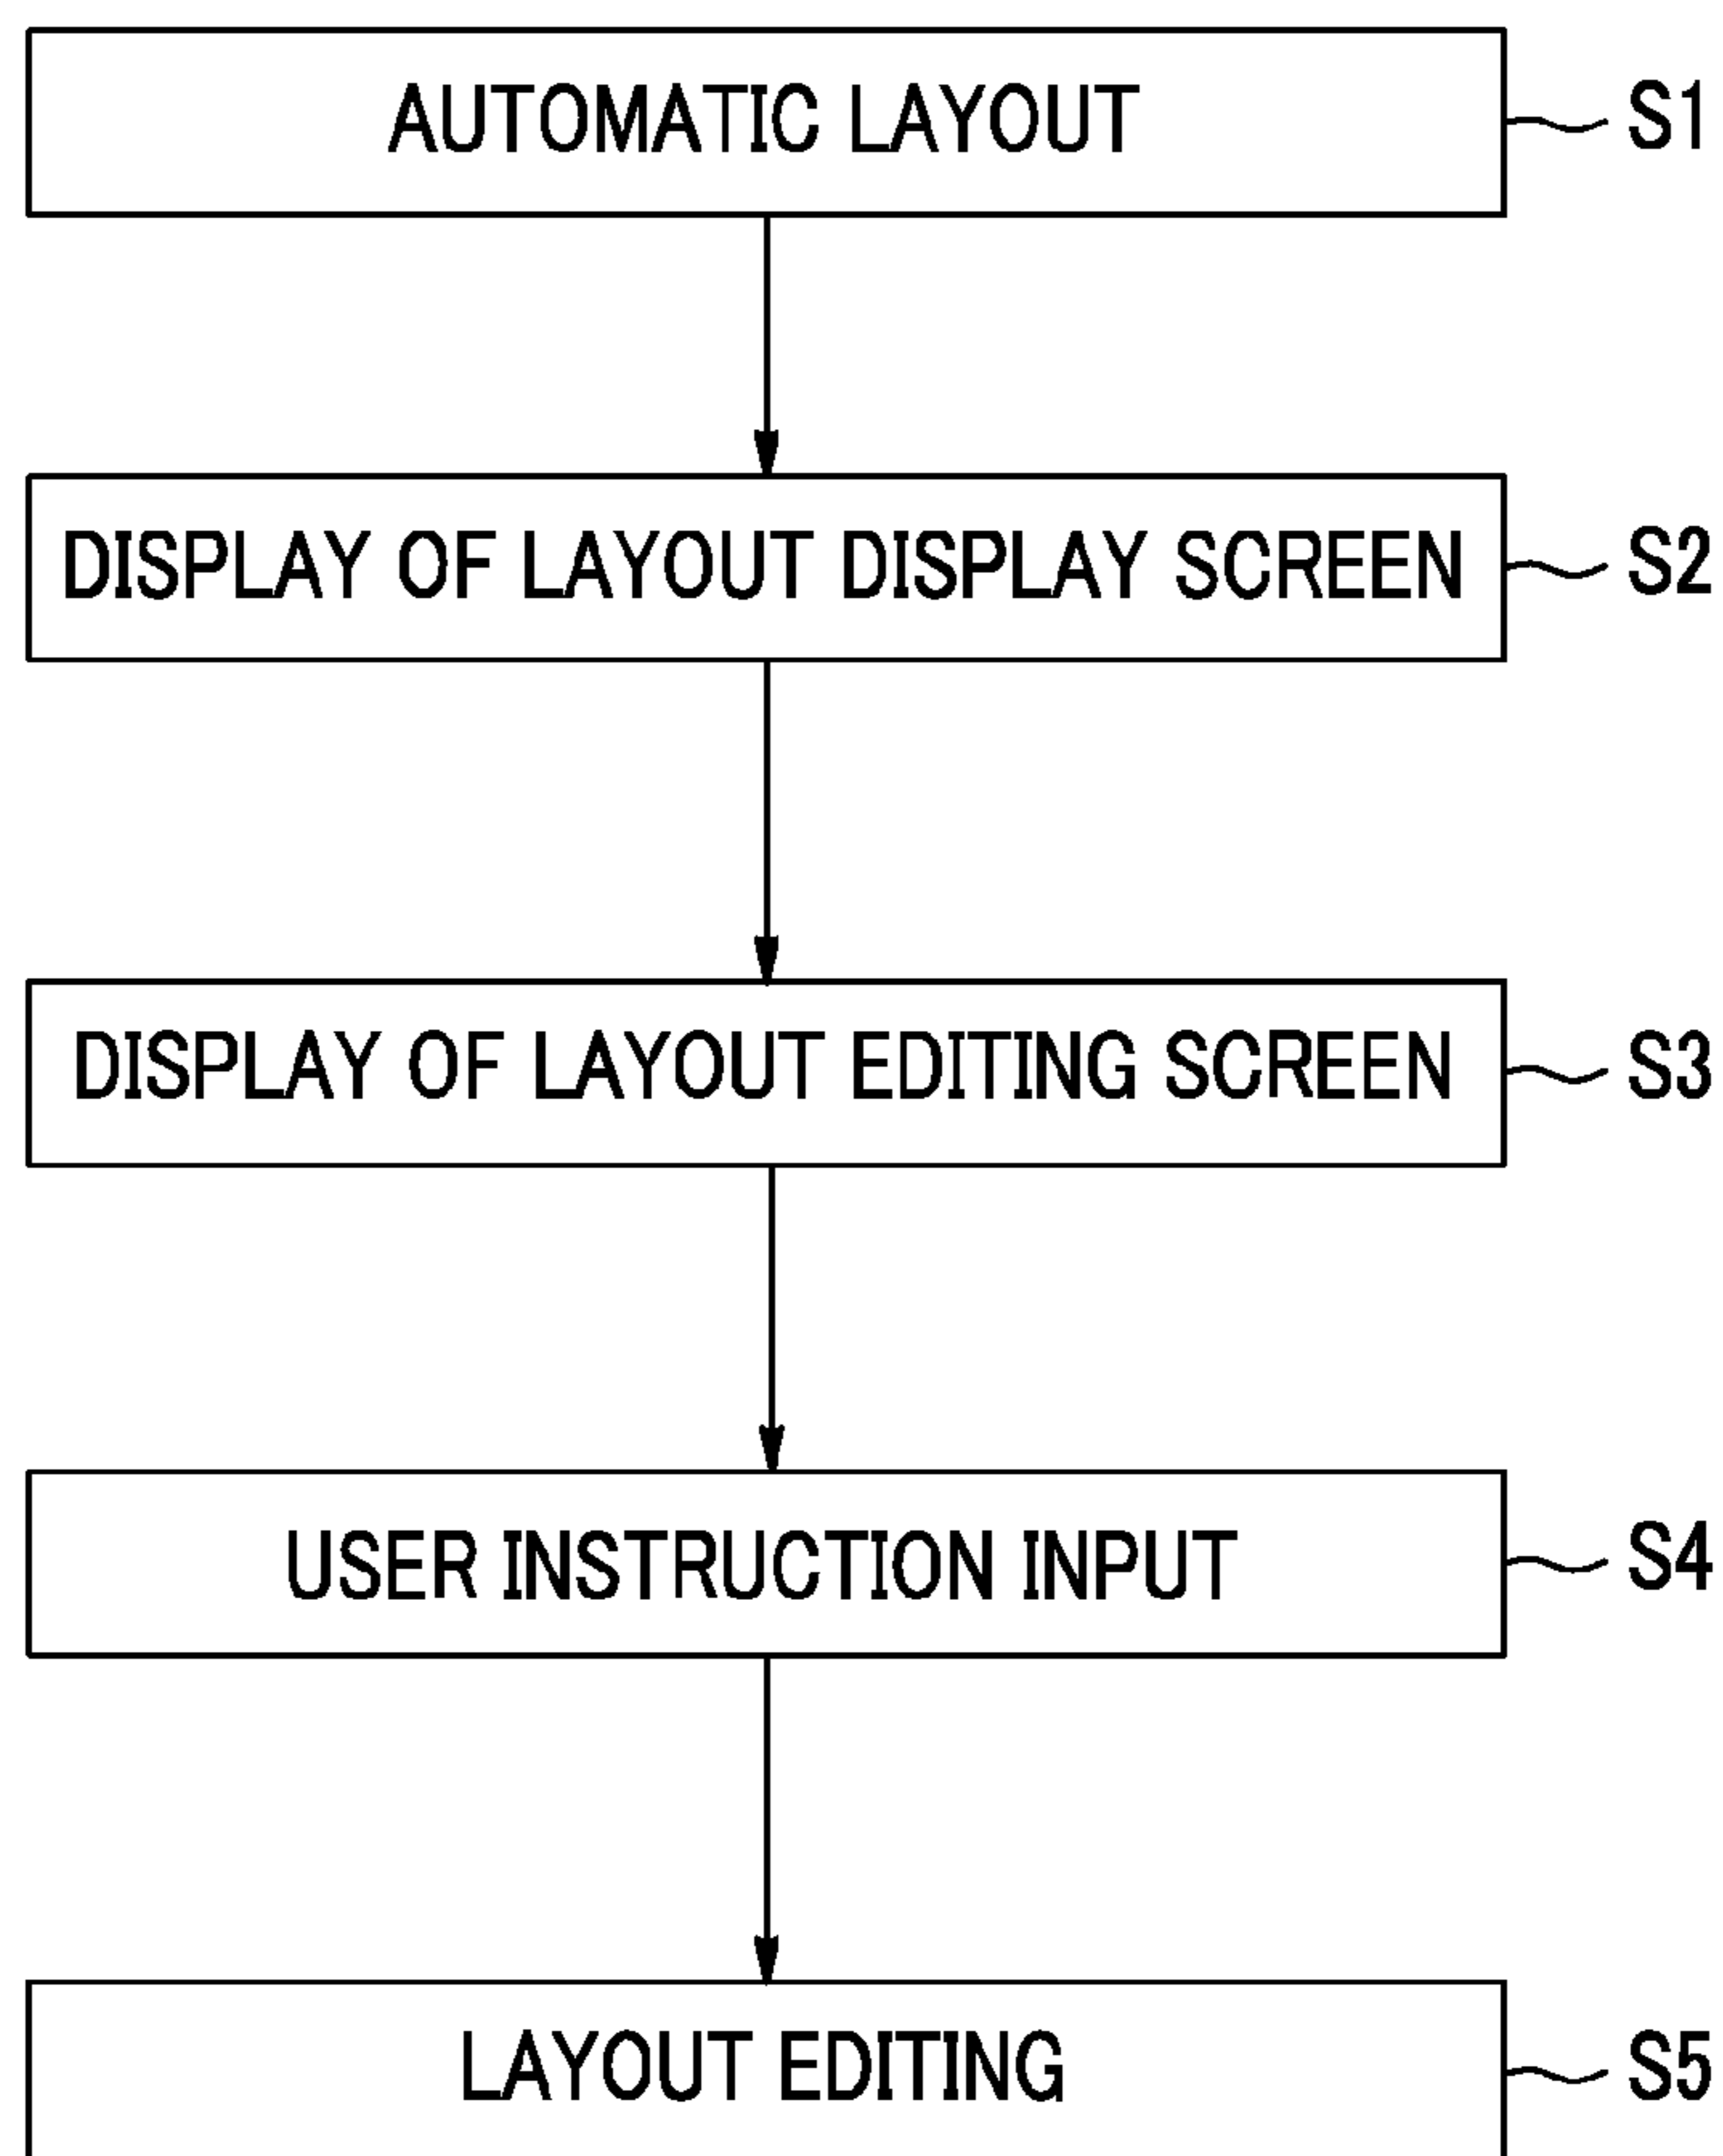 AUTOMATIC LAYOUT S1
DISPLAY OF LAYOUT DISPLAY SCREEN S2
DISPLAY OF LAYOUT EDITING SCREEN S3
USER INSTRUCTION INPUT S4
LAYOUT EDITING S5